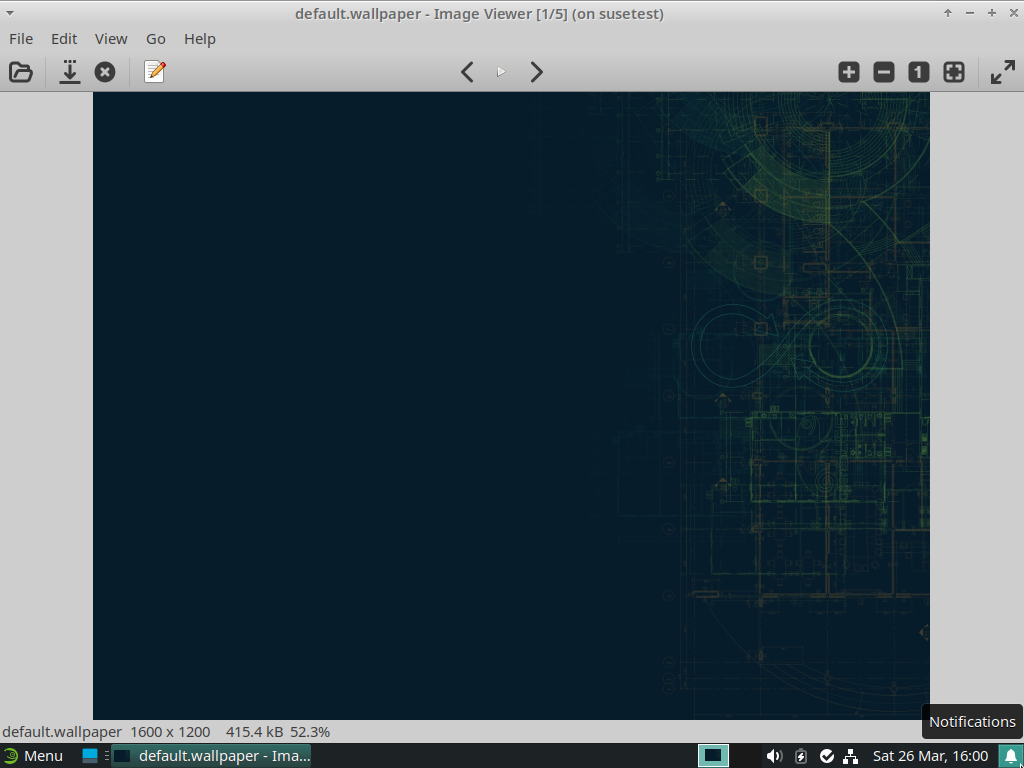 default.wallpaper - Image Viewer [1/5] (on susetest)
File Edit View Go Help
1
default.wallpaper 1600 x 1200 415.4 kB 52.3%
Notifications
Menu default.wallpaper - Ima... Sat 26 Mar, 16:00